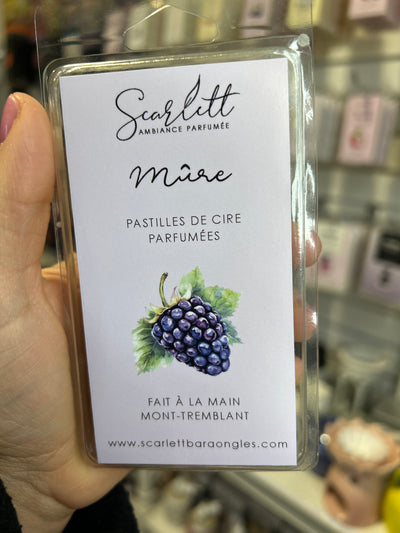 Scarlett
AMBIANCE PARFUMÉE
Mûre
PASTILLES DE CIRE
PARFUMÉES
FAIT À LA MAIN
MONT-TREMBLANT
www.scarlettbaraongles.com